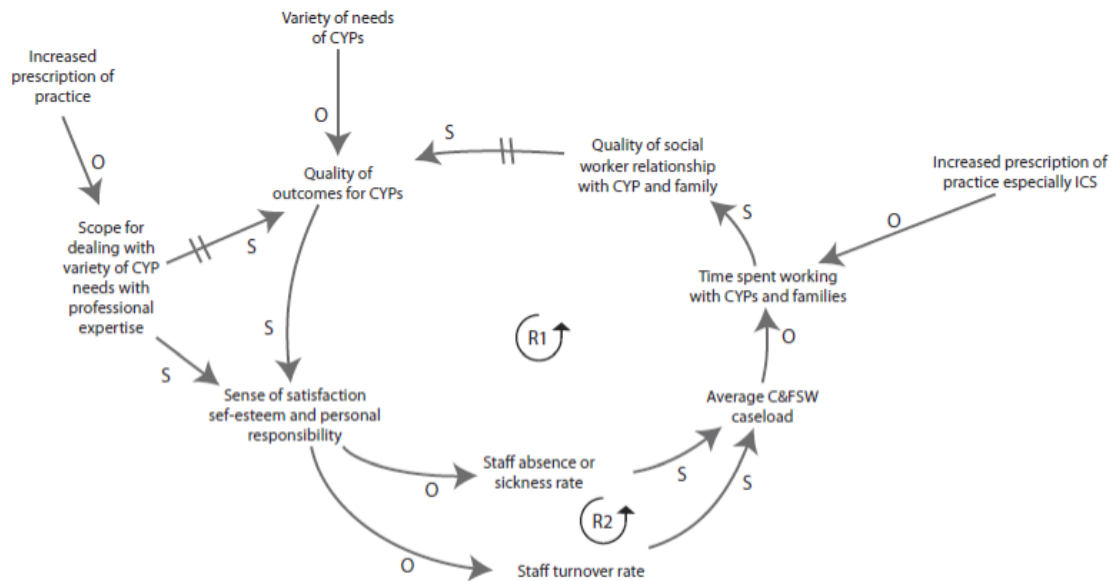 Variety of needs
of CYPs
Increased
prescription of
practice
O
O
S
Quality of social
worker relationship
with CYP and family
Increased prescription of
practice especially ICS
Quality of
outcomes for CYPs
Scope for
dealing with
variety of CYP
needs with
professional
expertise
S
S
O
Time spent working
with CYPs and families
S
R1
O
S
Sense of satisfaction
sef-esteem and personal
responsibility
Average C&FSW
caseload
Staff absence or
sickness rate
O
S
S
R2
O
Staff turnover rate